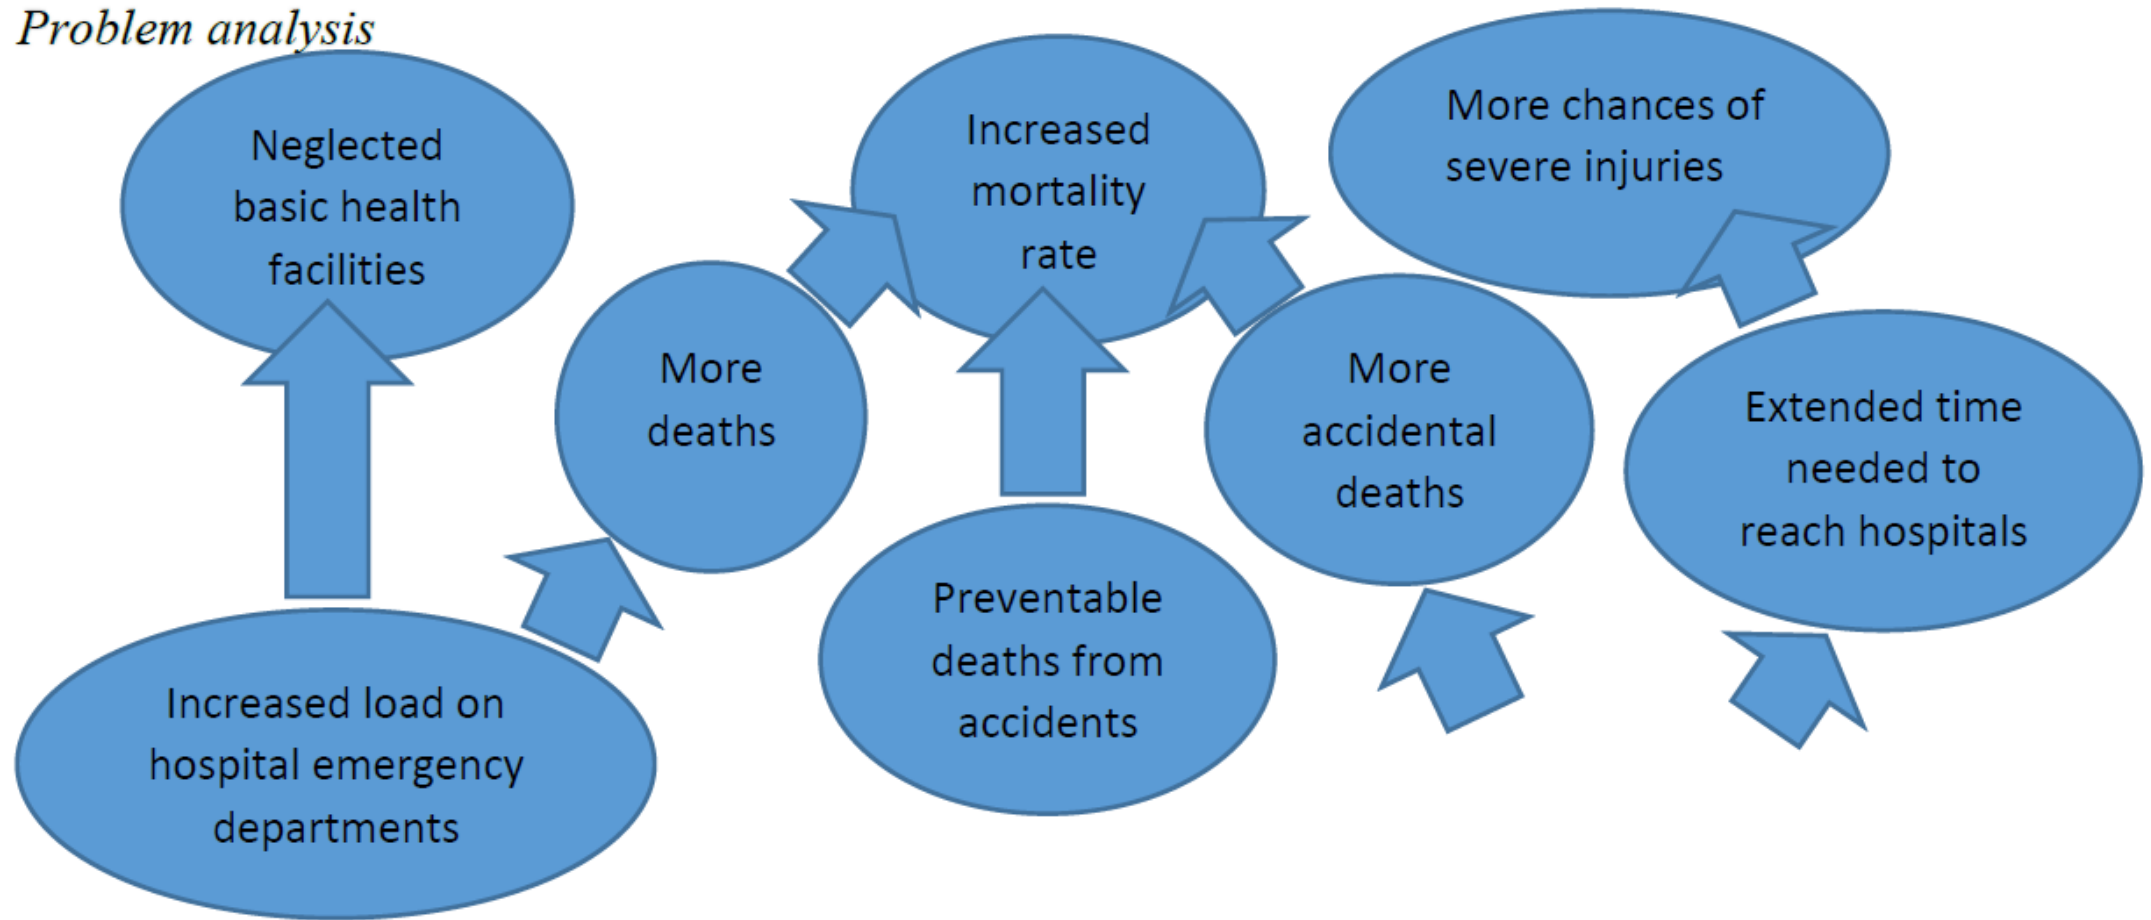 Problem analysis
Neglected
basic health
facilities
Increased
mortality
rate
More chances of
severe injuries
More
deaths
More
accidental
deaths
Extended time
needed to
reach hospitals
Increased load on
hospital emergency
departments
Preventable
deaths from
accidents